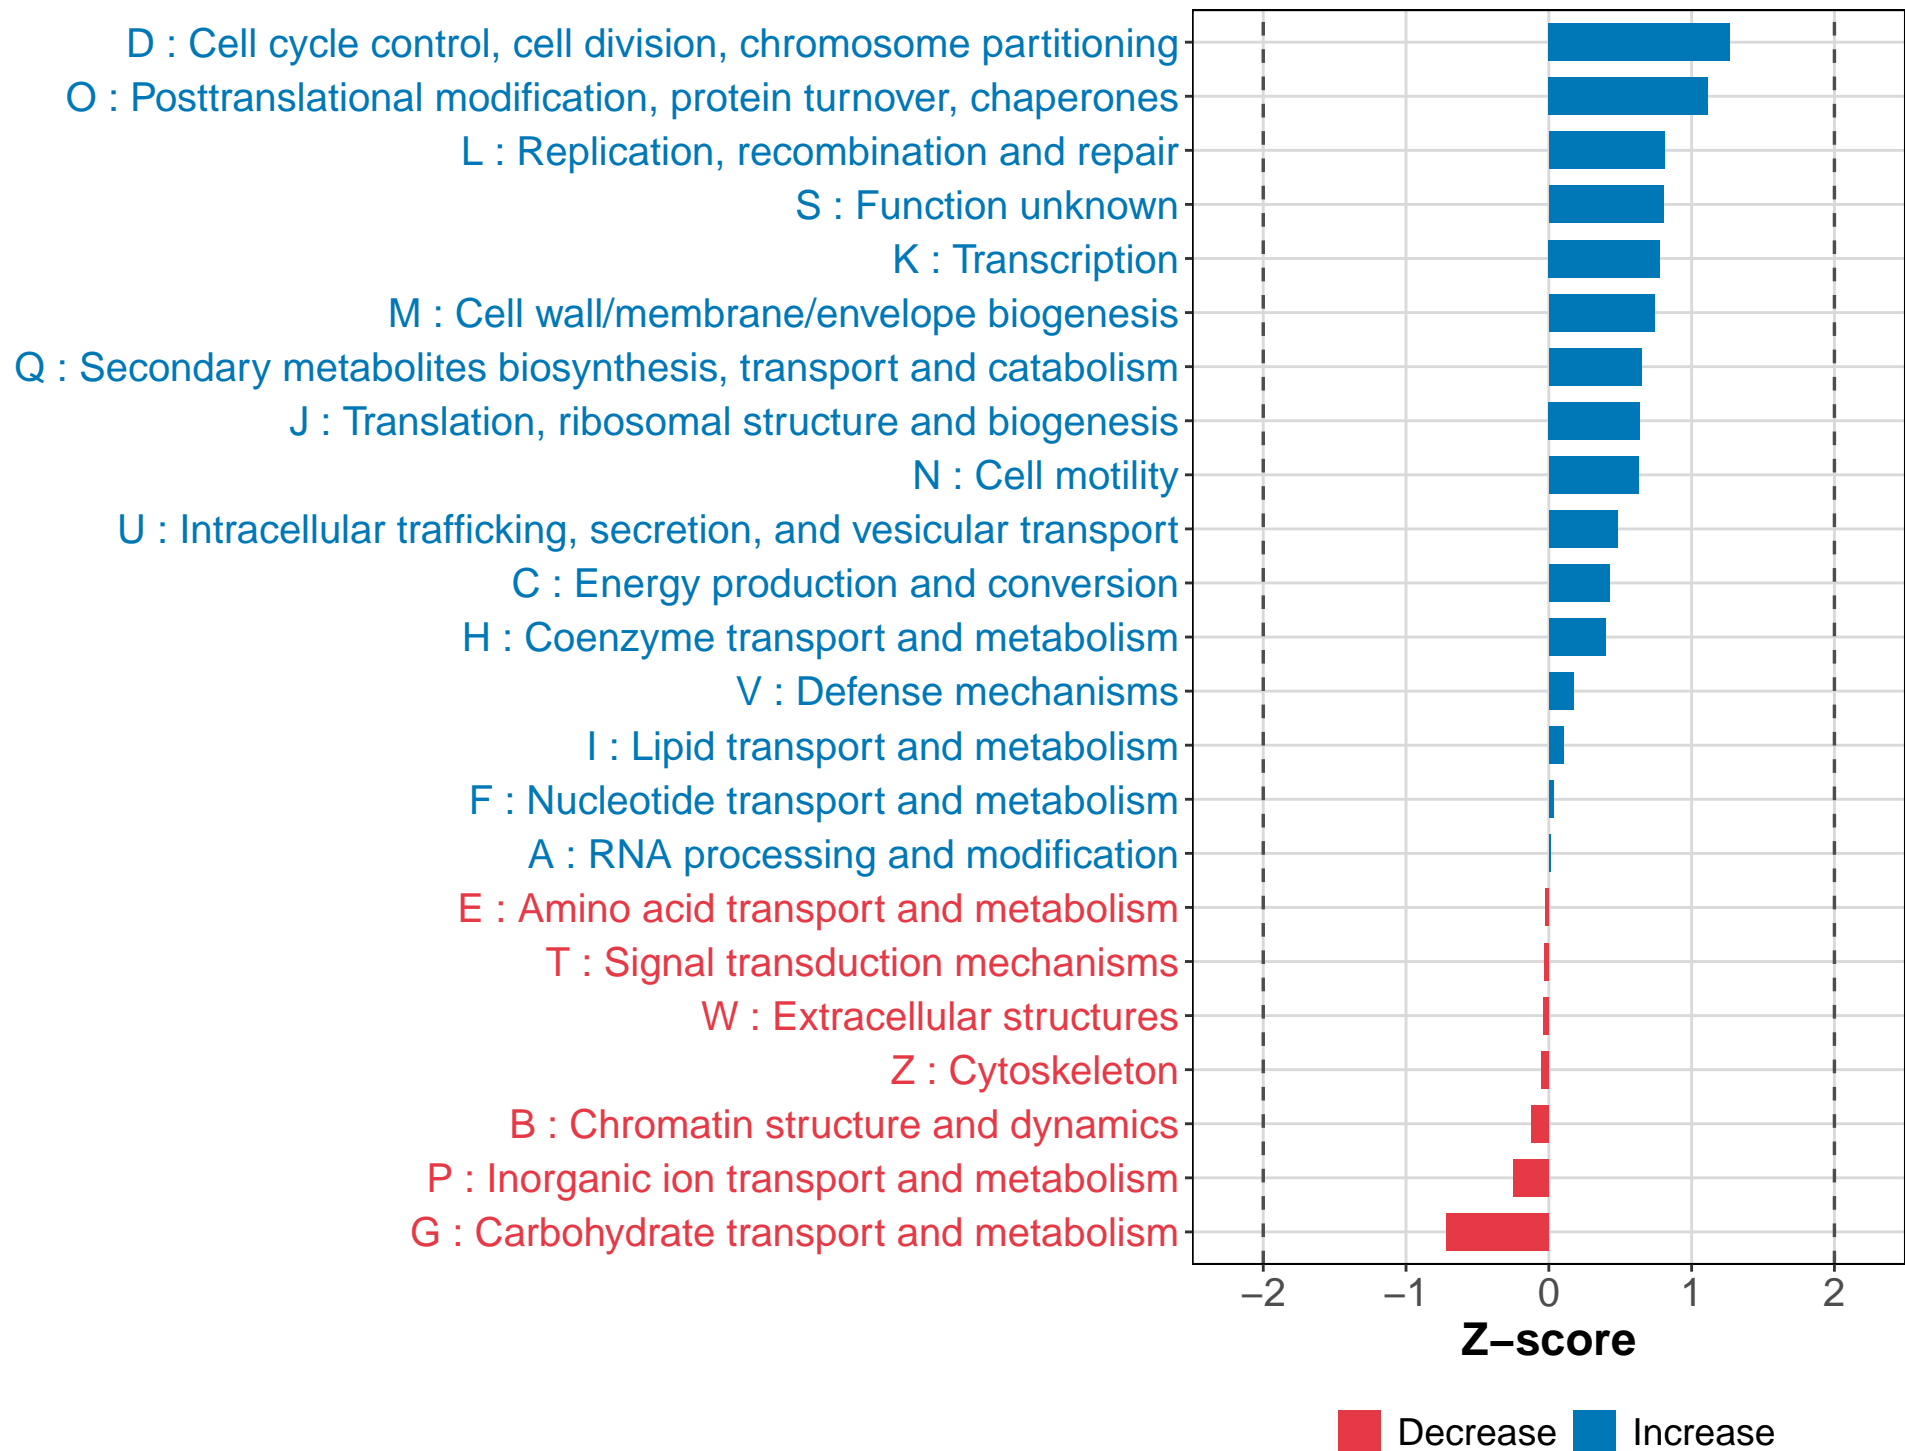 D : Cell cycle control, cell division, chromosome partitioning
O : Posttranslational modification, protein turnover, chaperones
L : Replication, recombination and repair
S : Function unknown
K : Transcription
M : Cell wall/membrane/envelope biogenesis
Q : Secondary metabolites biosynthesis, transport and catabolism
J : Translation, ribosomal structure and biogenesis
N : Cell motility
U : Intracellular trafficking, secretion, and vesicular transport
C : Energy production and conversion
H : Coenzyme transport and metabolism
V : Defense mechanisms
I : Lipid transport and metabolism
F : Nucleotide transport and metabolism
A : RNA processing and modification
E : Amino acid transport and metabolism
T : Signal transduction mechanisms
W : Extracellular structures
Z : Cytoskeleton
B : Chromatin structure and dynamics
P : Inorganic ion transport and metabolism
G : Carbohydrate transport and metabolism
−2 −1 0 1 2
Z−score
Decrease Increase